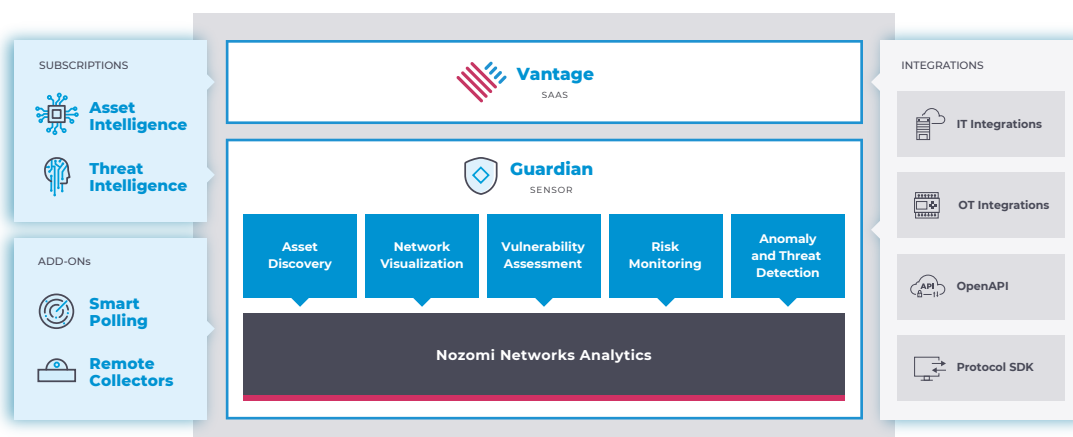 SUBSCRIPTIONS
Asset
Intelligence
Threat
Intelligence
ADD-ONs
Smart
Polling
Remote
Collectors
Vantage
SAAS
Guardian
SENSOR
Asset
Discovery
Network
Visualization
Vulnerability
Assessment
Risk
Monitoring
Anomaly
and Threat
Detection
Nozomi Networks Analytics
INTEGRATIONS
IT Integrations
OT Integrations
API
OpenAPI
Protocol SDK